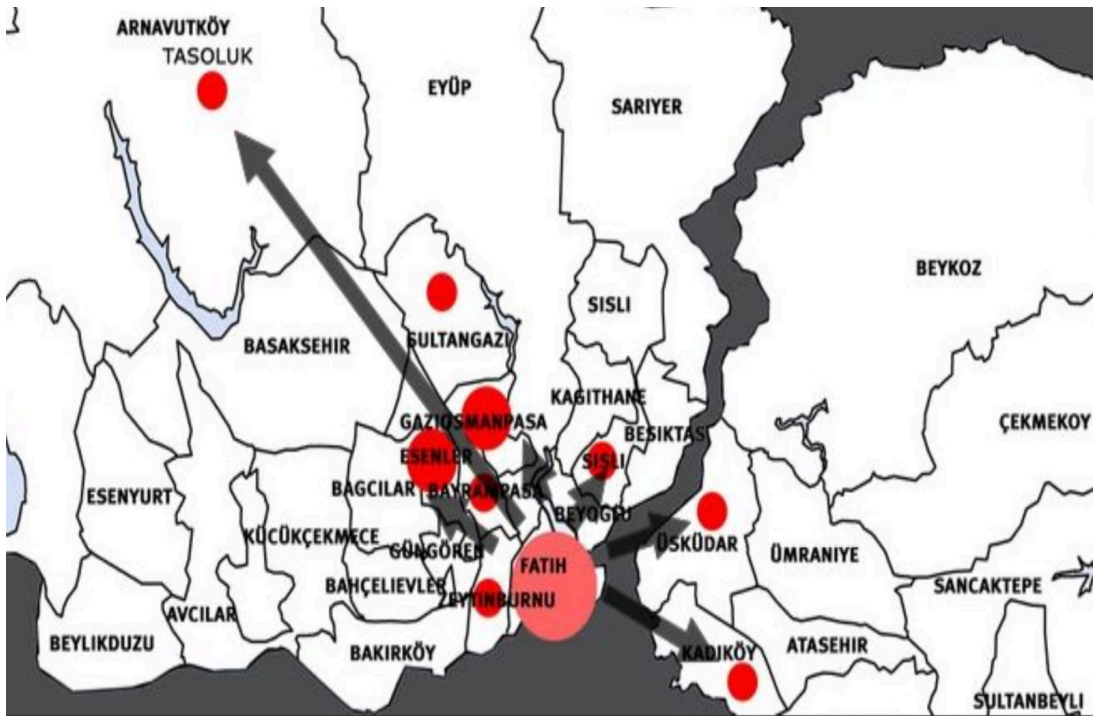 ARNAVUTKÖY
TASOLUK
EYÜP
SARIYER
BEYKOZ
SISLI
SULTANGAZI
BASAKSEHIR
KAGITHANE
GAZIOSMANPASA
ÇEKMEKOY
BESIKTAS
ESENLER
SISLI
BAGCILAR
BAYRAMPASA
ESENYURT
BEYOGLU
KÜCÜKÇEKMECE
ÜSKÜDAR
GÜNGÖREN
ÜMRANIYE
FATIH
BAHÇELIEVLER
SANCAKTEPE
ZEYTINBURNU
AVCILAR
BEYLIKDUZU
BAKIRKÖY
KADIKÖY
ATASEHIR
SULTANBEYLI